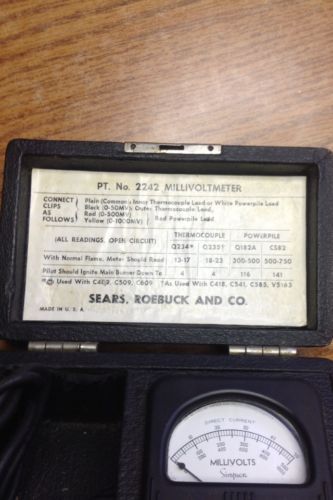 PT. No. 2242 MILLIVOLTMETER
CONNECT CLIPS AS FOLLOWS
Plain (Common) Inner Thermocouple Lead or White Powerpile Lead
Black (0-50MV) Outer Thermocouple Lead,
Red (0-500MV)
Yellow (0-1000MV)
Red Powerpile Lead
THERMOCOUPLE POWERPILE
(ALL READINGS, OPEN CIRCUIT) Q234* Q335† Q182A CS82
With Normal Flame, Meter Should Read 13-17 18-23 300-500 500-750
Pilot Should Ignite Main Burner Down To 4 4 116 141
Used With C409, C509, C609 †As Used With C418, C541, C585, V5163
SEARS, ROEBUCK AND CO.
MADE IN U. S. A.
DIRECT CURRENT
MILLIVOLTS
Simpson